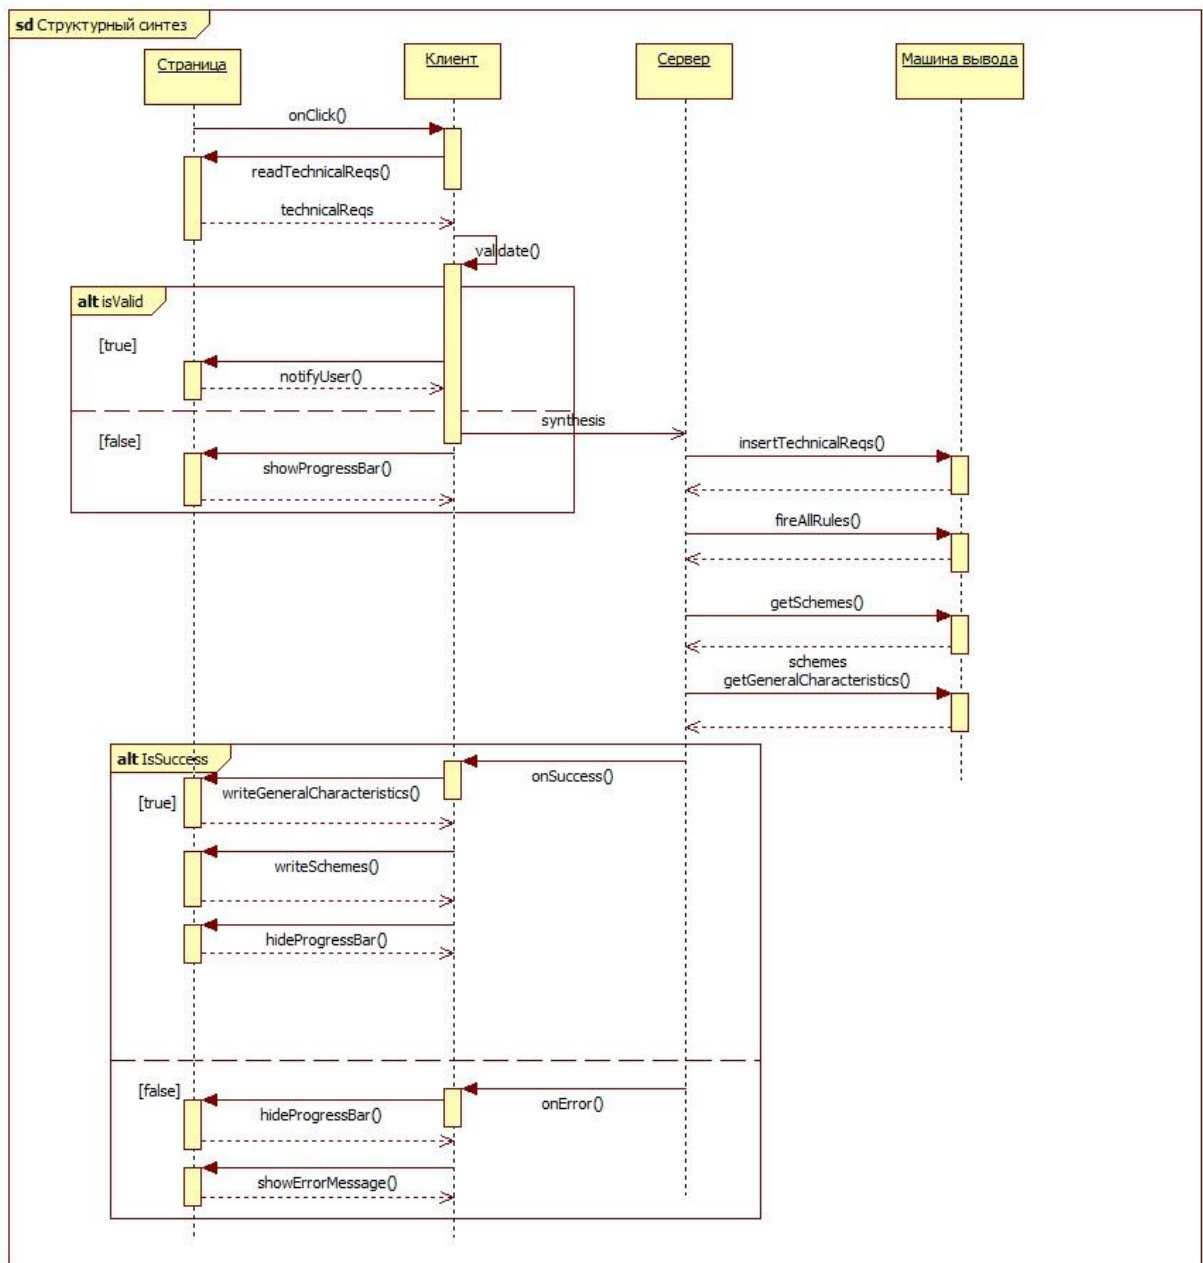 sd Структурный синтез
Страница
Клиент
Сервер
Машина вывода
onClick()
readTechnicalReqs()
technicalReqs
validate()
alt isValid
[true]
notifyUser()
synthesis
[false]
insertTechnicalReqs()
showProgressBar()
fireAllRules()
getSchemes()
schemes
getGeneralCharacteristics()
alt IsSuccess
onSuccess()
writeGeneralCharacteristics()
[true]
writeSchemes()
hideProgressBar()
[false]
onError()
hideProgressBar()
showErrorMessage()